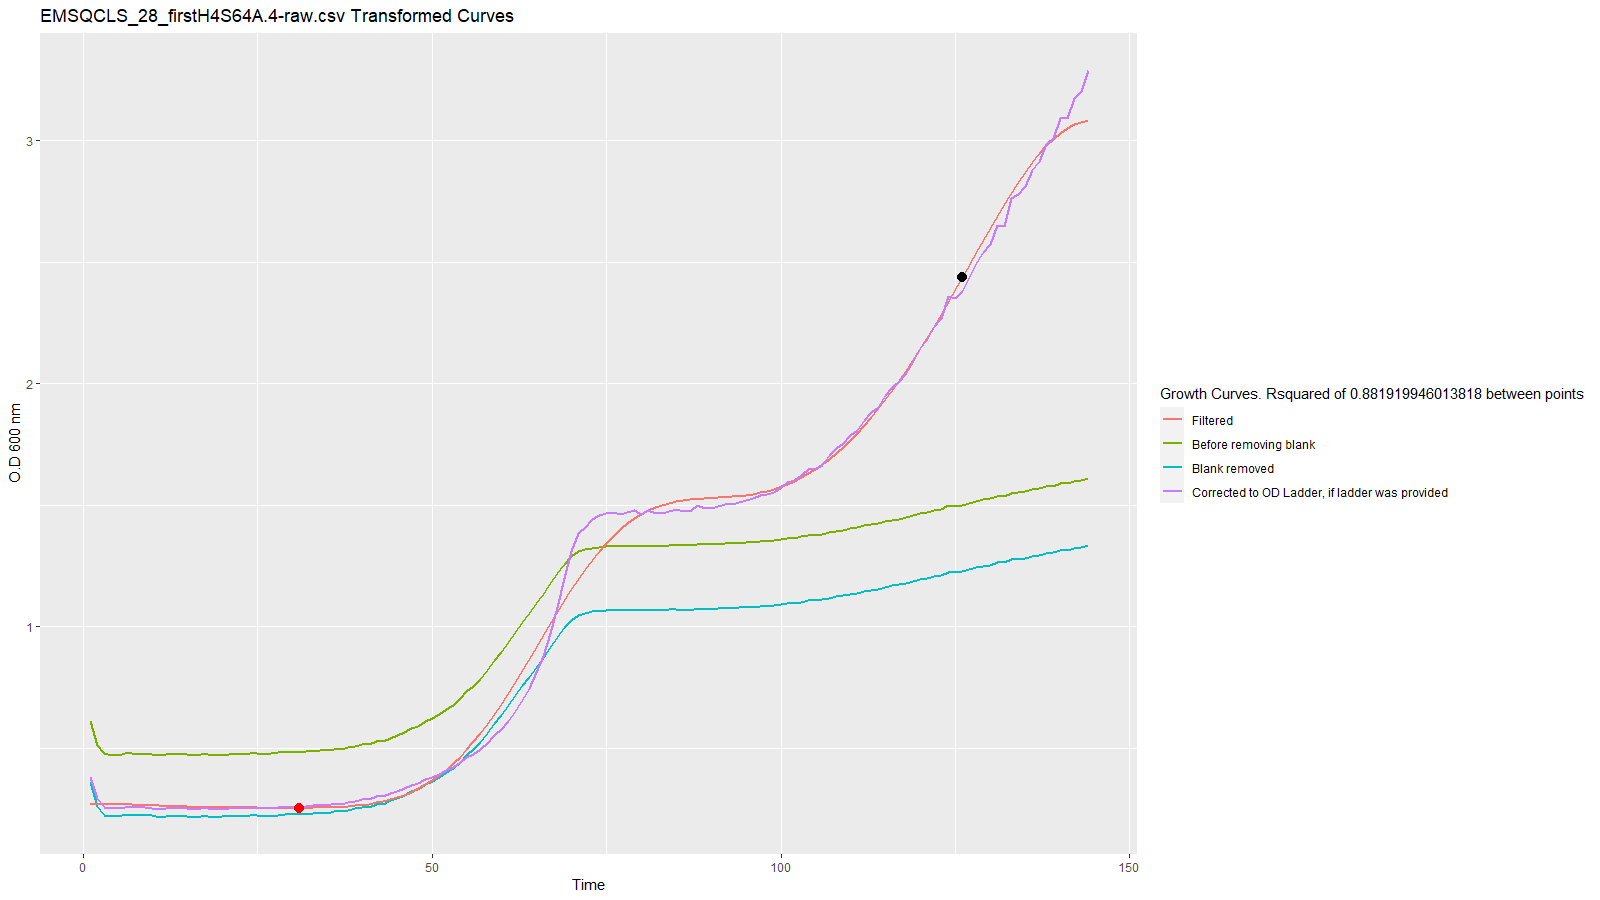 EMSQCLS_28_firstH4S64A.4-raw.csv Transformed Curves
3
2
1
O.D 600 nm
0
50
100
150
Time
Growth Curves. Rsquared of 0.881919946013818 between points
Filtered
Before removing blank
Blank removed
Corrected to OD Ladder, if ladder was provided